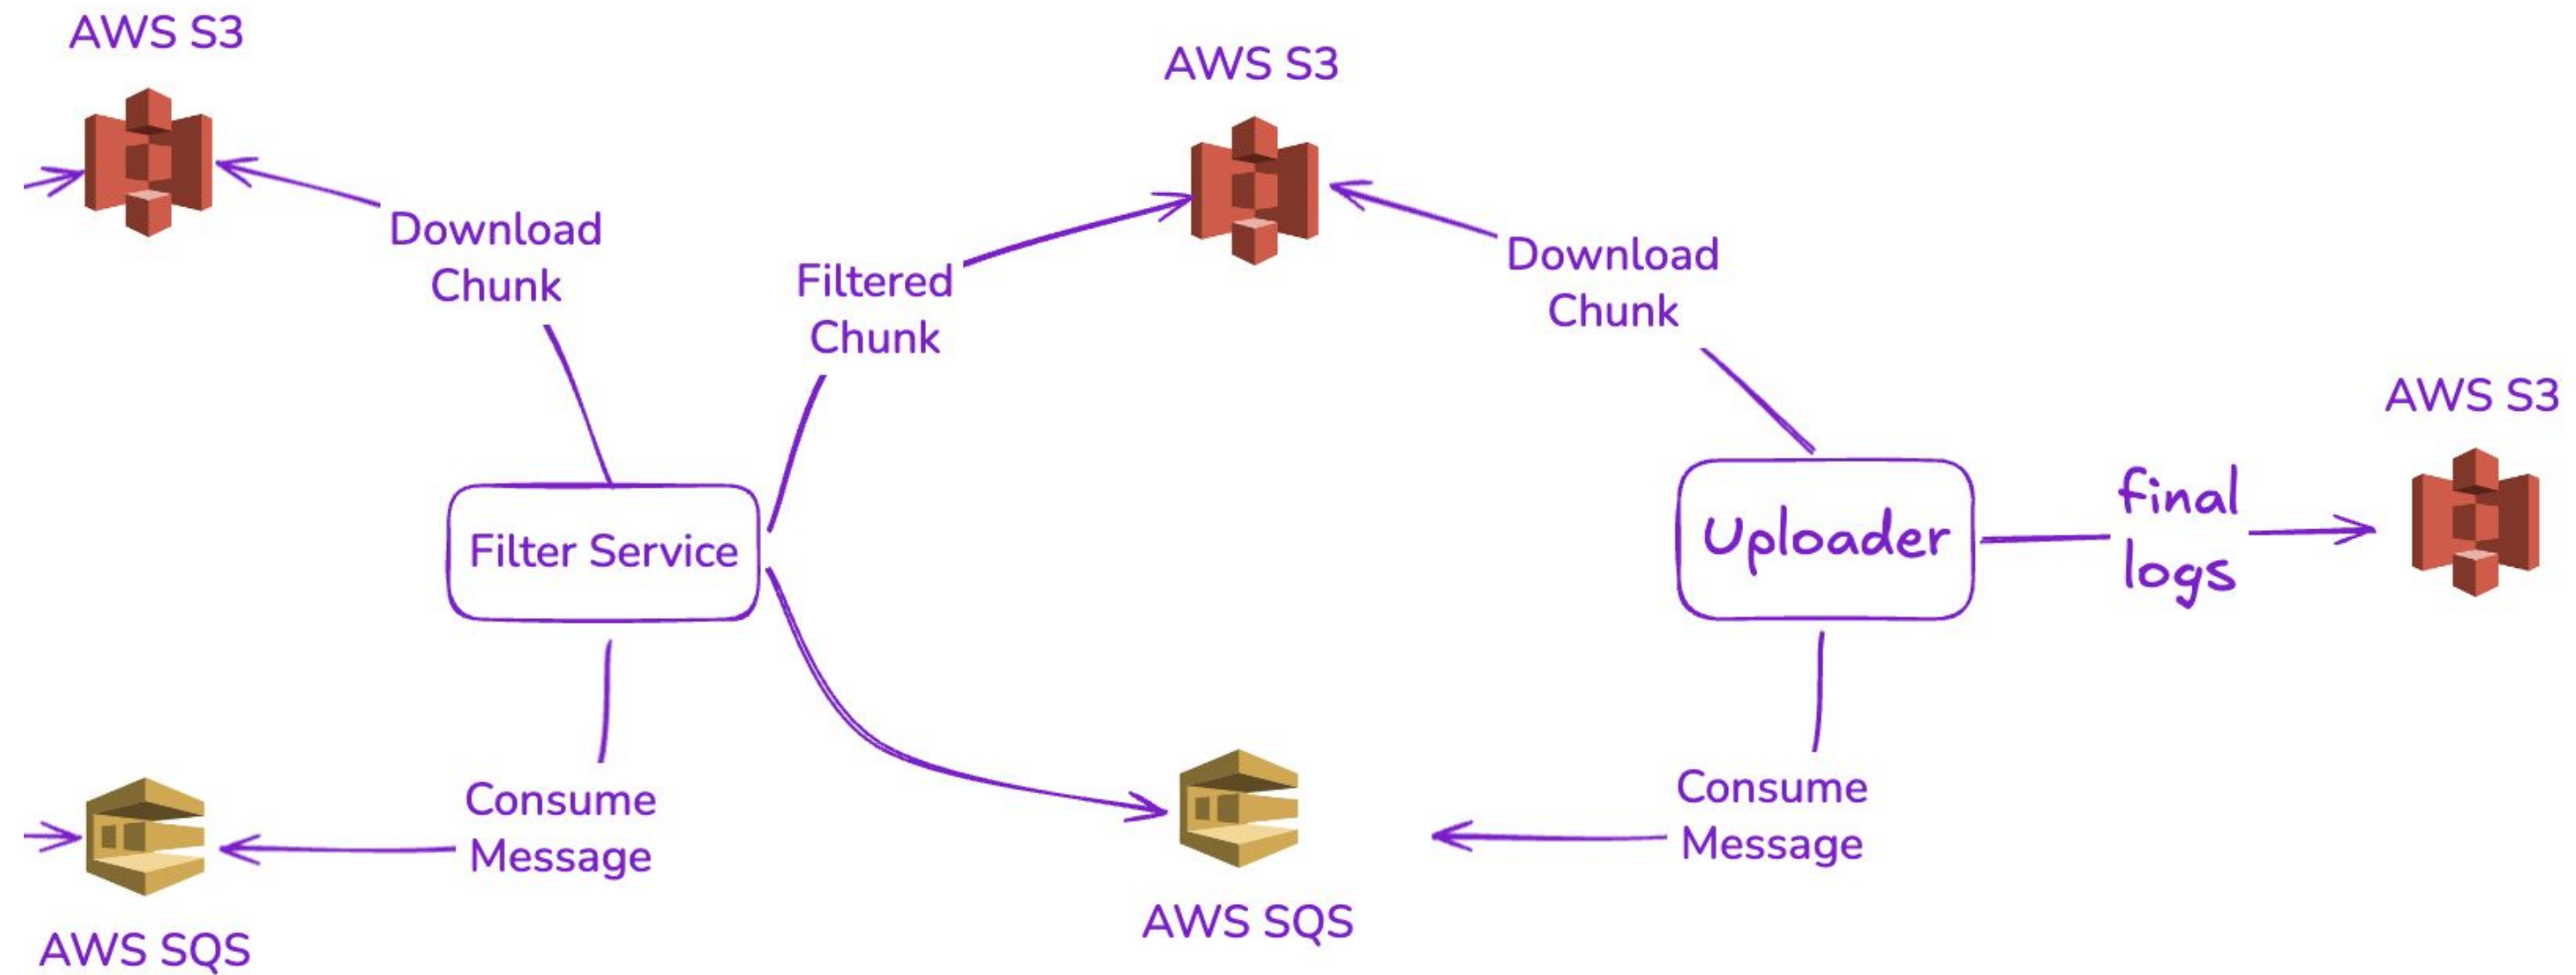 AWS S3
AWS S3
Download
Chunk
Filtered
Chunk
Download
Chunk
AWS S3
Filter Service
Uploader
final
logs
Consume
Message
Consume
Message
AWS SQS
AWS SQS